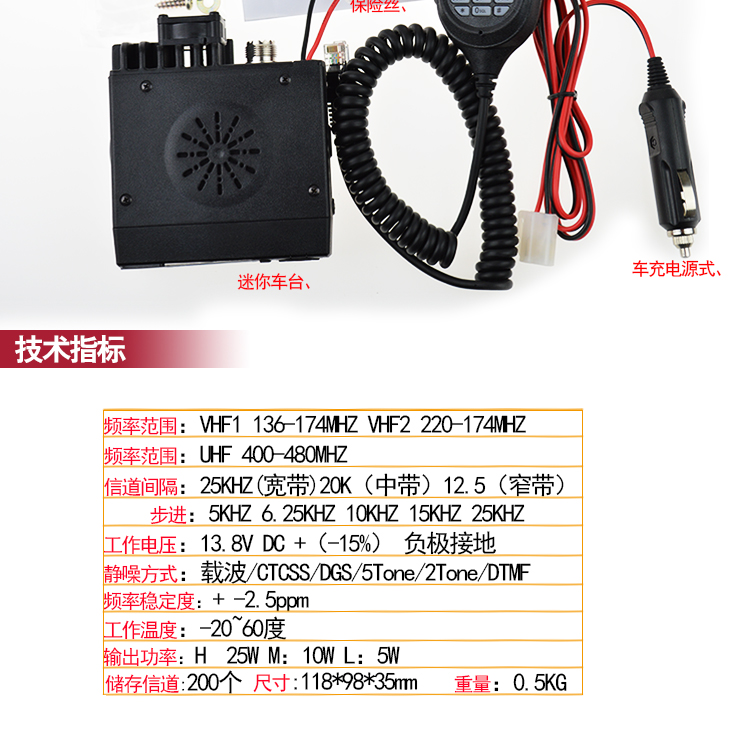 保险丝、
迷你车台、
车充电源式、
技术指标
频率范围：VHF1 136-174MHZ VHF2 220-174MHZ
频率范围：UHF 400-480MHZ
信道间隔：25KHZ(宽带)20K（中带）12.5（窄带）
步进：5KHZ 6.25KHZ 10KHZ 15KHZ 25KHZ
工作电压：13.8V DC +（-15%） 负极接地
静噪方式：载波/CTCSS/DGS/5Tone/2Tone/DTMF
频率稳定度：+ -2.5ppm
工作温度：-20~60度
输出功率：H 25W M：10W L：5W
储存信道:200个 尺寸:118*98*35mm 重量：0.5KG